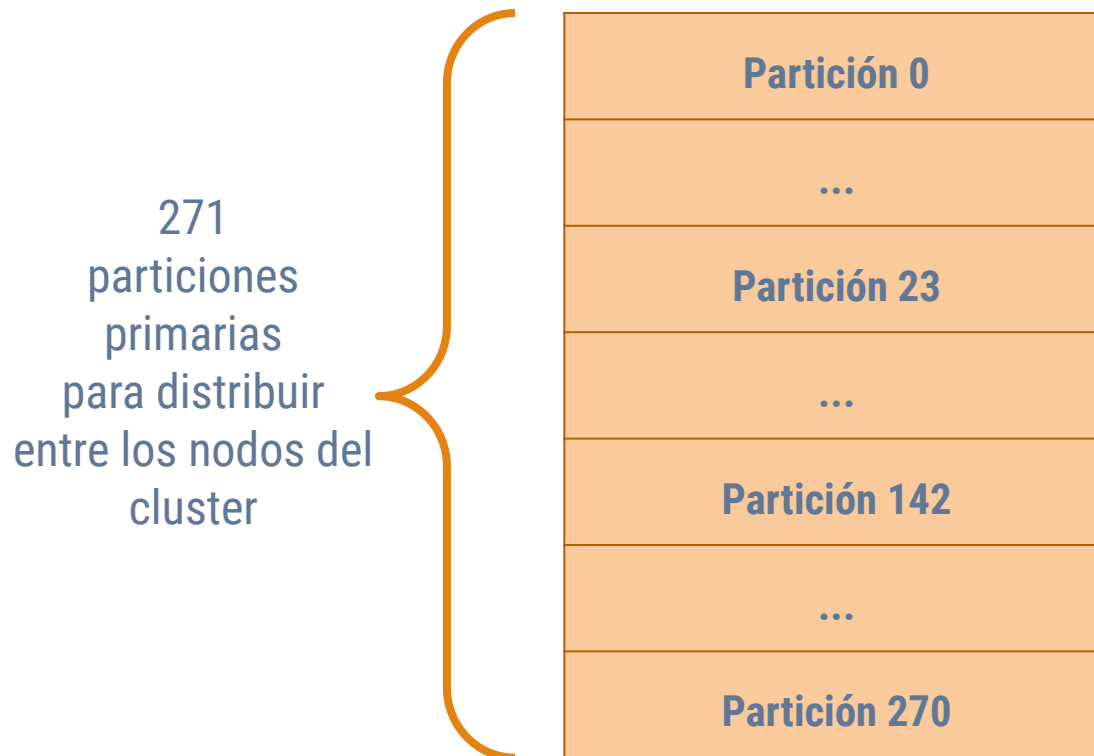 271
particiones
primarias
para distribuir
entre los nodos del
cluster
Partición 0
...
Partición 23
...
Partición 142
...
Partición 270